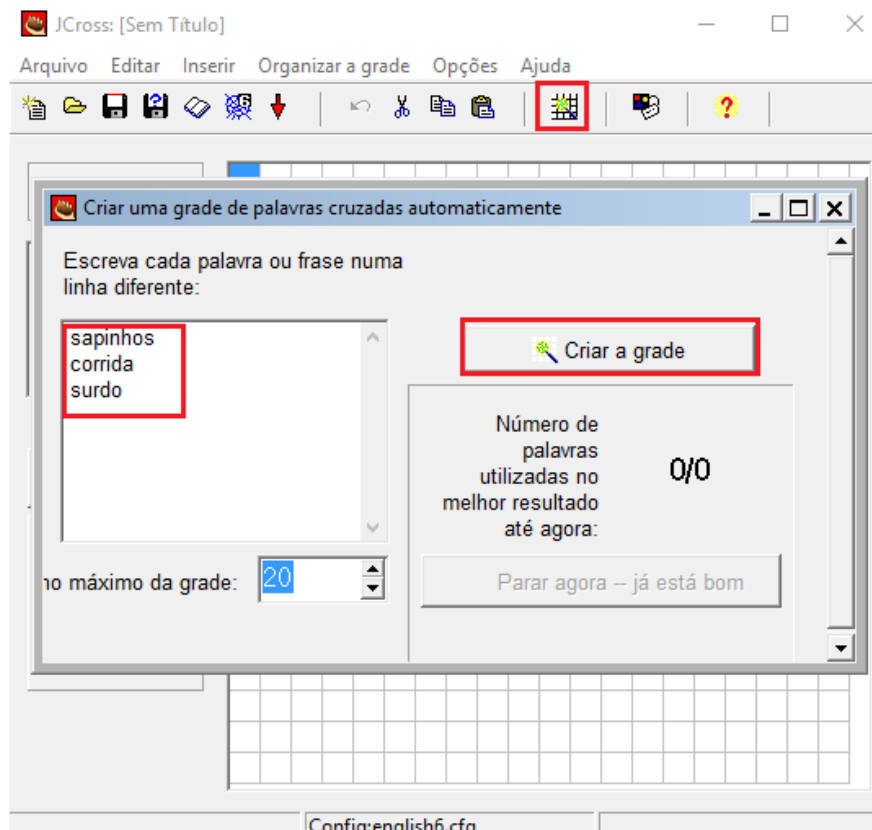 JCross: [Sem Título]
Arquivo Editar Inserir Organizar a grade Opções Ajuda
Criar uma grade de palavras cruzadas automaticamente
Escreva cada palavra ou frase numa
linha diferente:
sapinhos
corrida
surdo
Criar a grade
Número de
palavras
utilizadas no
melhor resultado
até agora:
0/0
no máximo da grade:
20
Parar agora -- já está bom
Config:english6.cfg